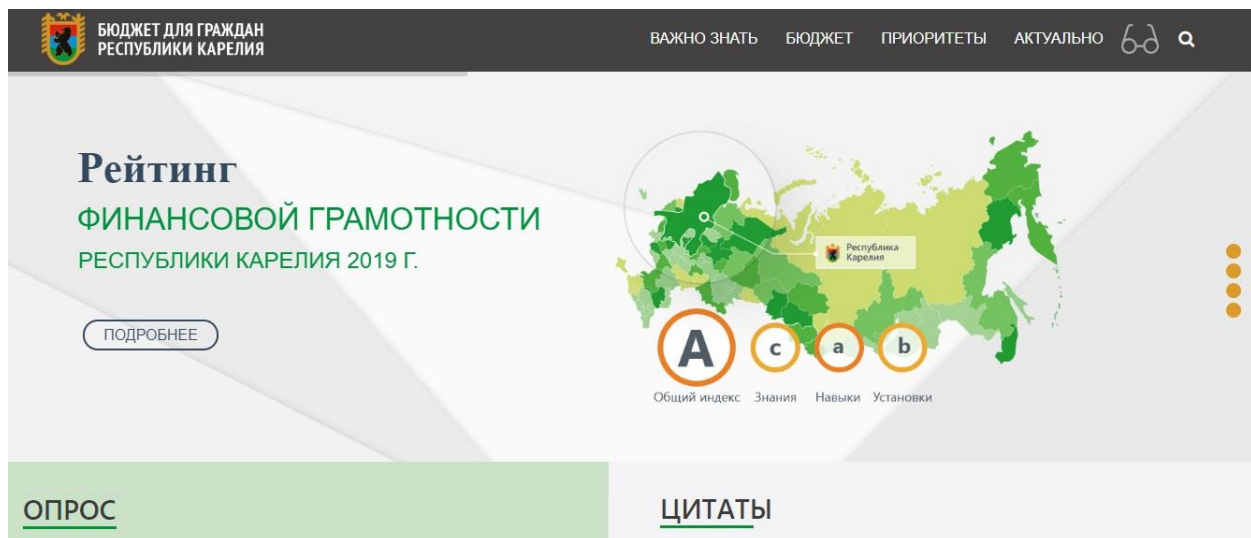 БЮДЖЕТ ДЛЯ ГРАЖДАН
РЕСПУБЛИКИ КАРЕЛИЯ
ВАЖНО ЗНАТЬ БЮДЖЕТ ПРИОРИТЕТЫ АКТУАЛЬНО
Рейтинг
ФИНАНСОВОЙ ГРАМОТНОСТИ
РЕСПУБЛИКИ КАРЕЛИЯ 2019 Г.
ПОДРОБНЕЕ
Республика
Карелия
A c a b
Общий индекс Знания Навыки Установки
ОПРОС
ЦИТАТЫ